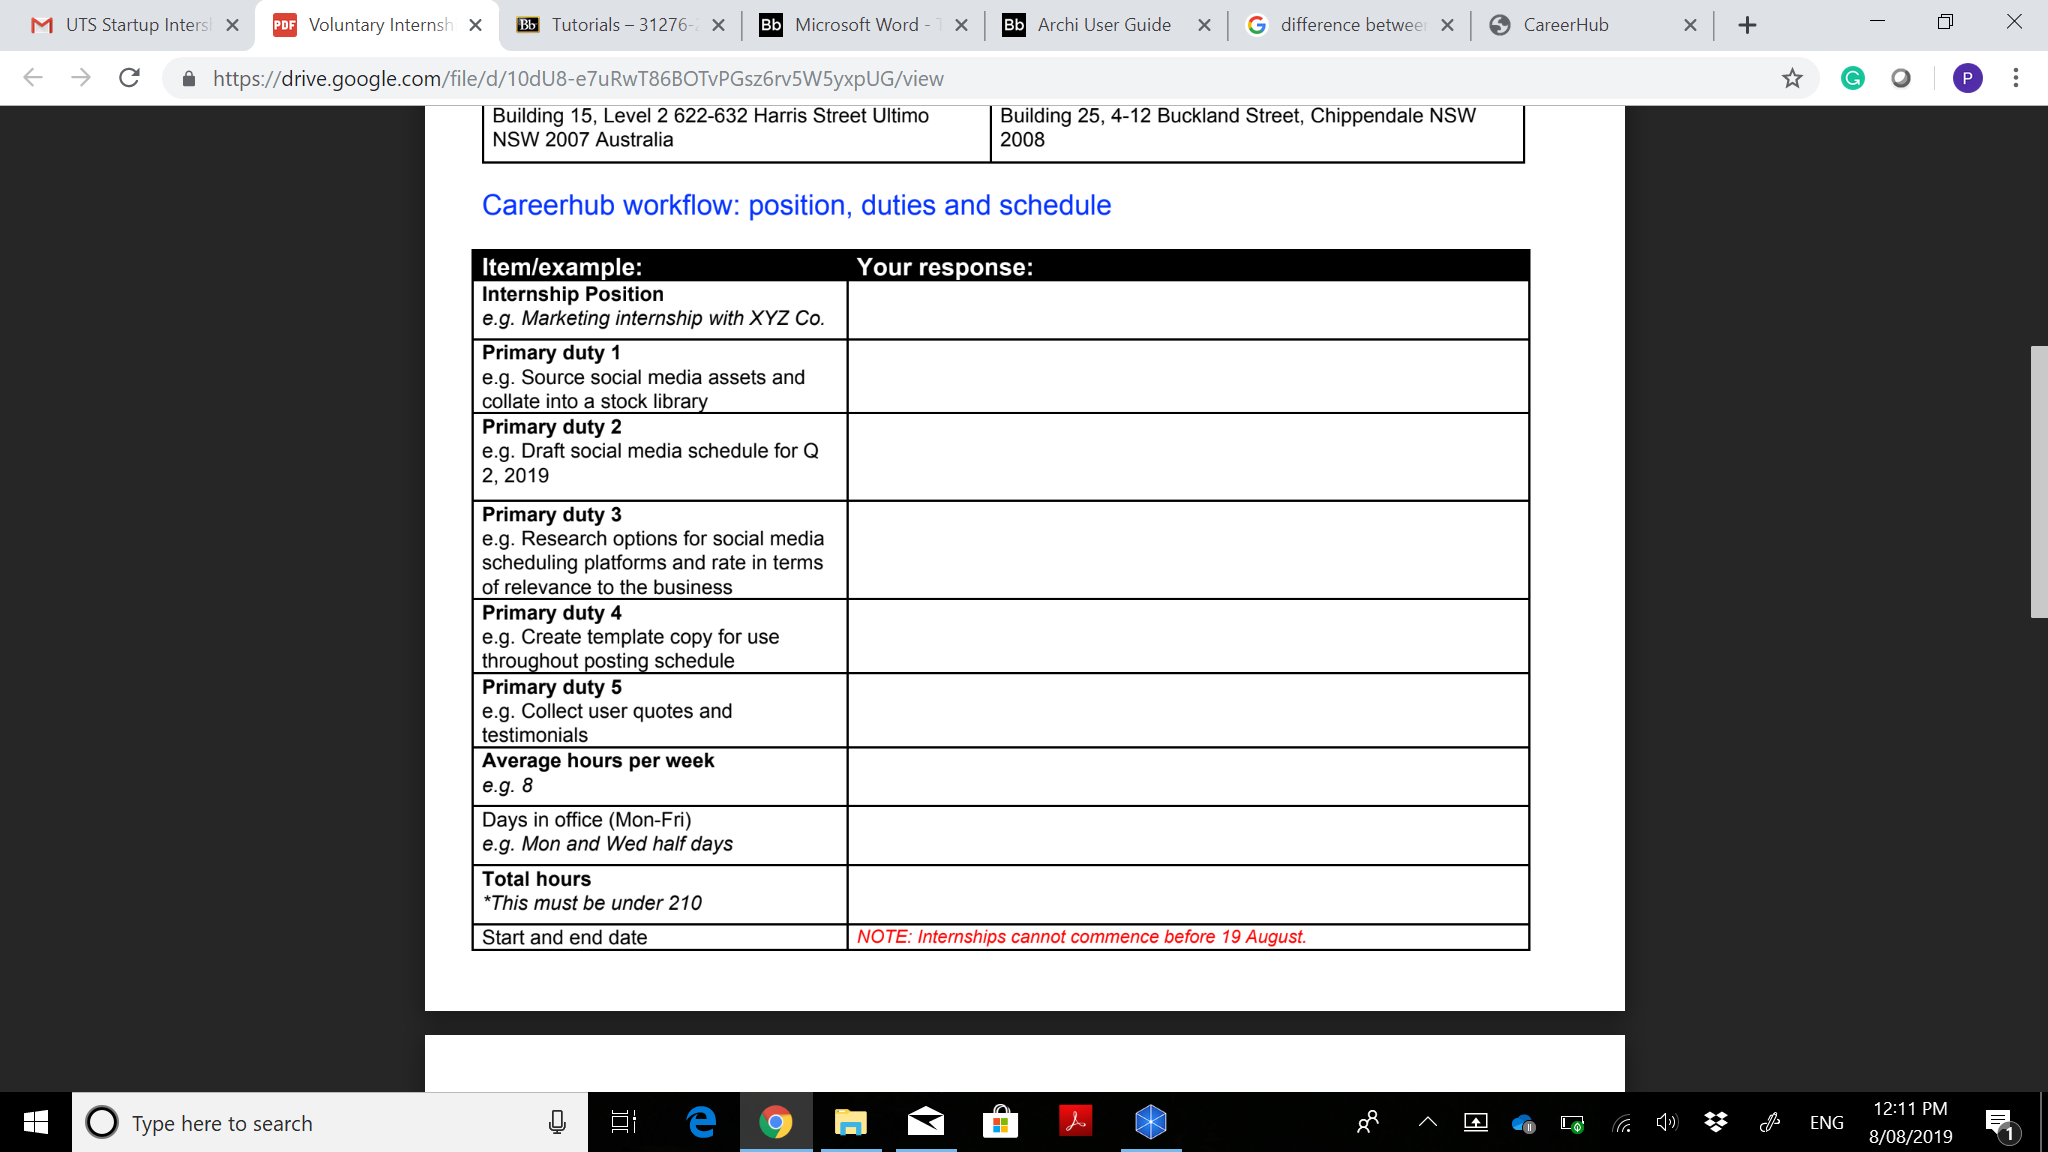 UTS Startup Inters
Voluntary Internsh
Tutorials – 31276-
Microsoft Word -
Archi User Guide
difference between
CareerHub
https://drive.google.com/file/d/10dU8-e7uRwT86BOTvPGsz6rv5W5yxpUG/view
Building 15, Level 2 622-632 Harris Street Ultimo
NSW 2007 Australia
Building 25, 4-12 Buckland Street, Chippendale NSW
2008
Careerhub workflow: position, duties and schedule
Item/example:
Your response:
Internship Position
e.g. Marketing internship with XYZ Co.
Primary duty 1
e.g. Source social media assets and
collate into a stock library
Primary duty 2
e.g. Draft social media schedule for Q
2, 2019
Primary duty 3
e.g. Research options for social media
scheduling platforms and rate in terms
of relevance to the business
Primary duty 4
e.g. Create template copy for use
throughout posting schedule
Primary duty 5
e.g. Collect user quotes and
testimonials
Average hours per week
e.g. 8
Days in office (Mon-Fri)
e.g. Mon and Wed half days
Total hours
*This must be under 210
Start and end date
NOTE: Internships cannot commence before 19 August.
Type here to search
ENG
12:11 PM
8/08/2019
1